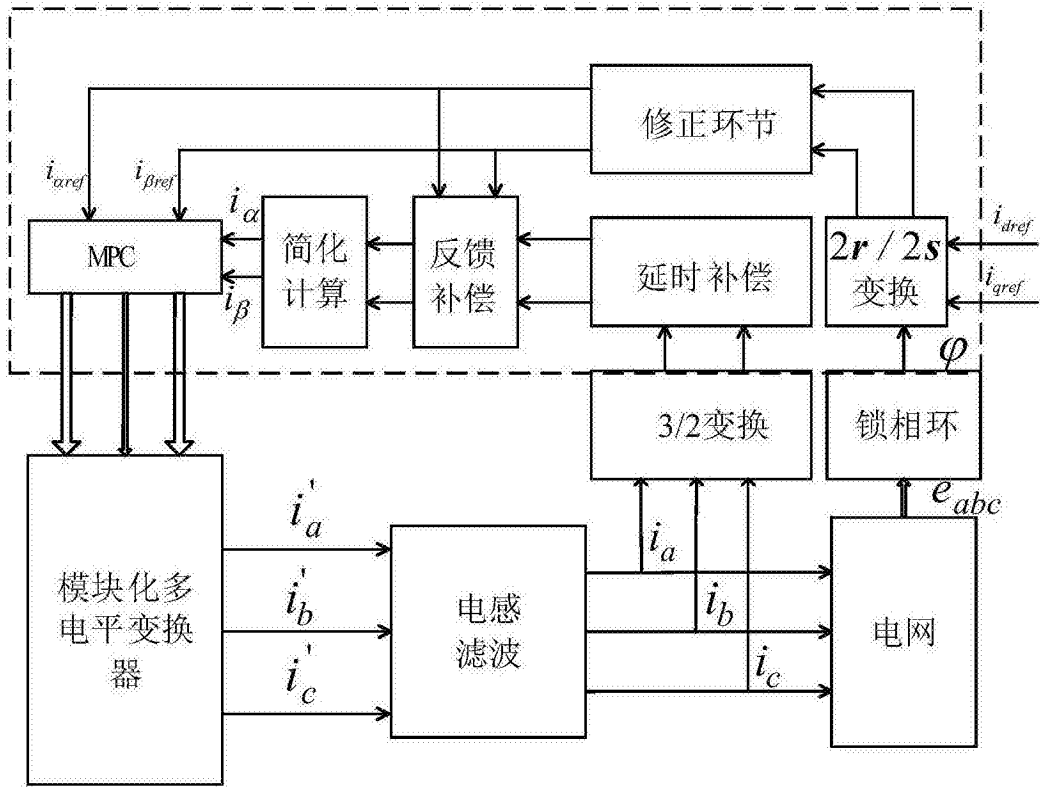 修正环节
iαref
iβref
iα
iβ
MPC
简化
计算
反馈
补偿
延时补偿
2r/2s
变换
idref
iqref
φ
3/2变换
锁相环
eabc
模块化多
电平变换
器
i'a
i'b
i'c
电感
滤波
ia
ib
ic
电网